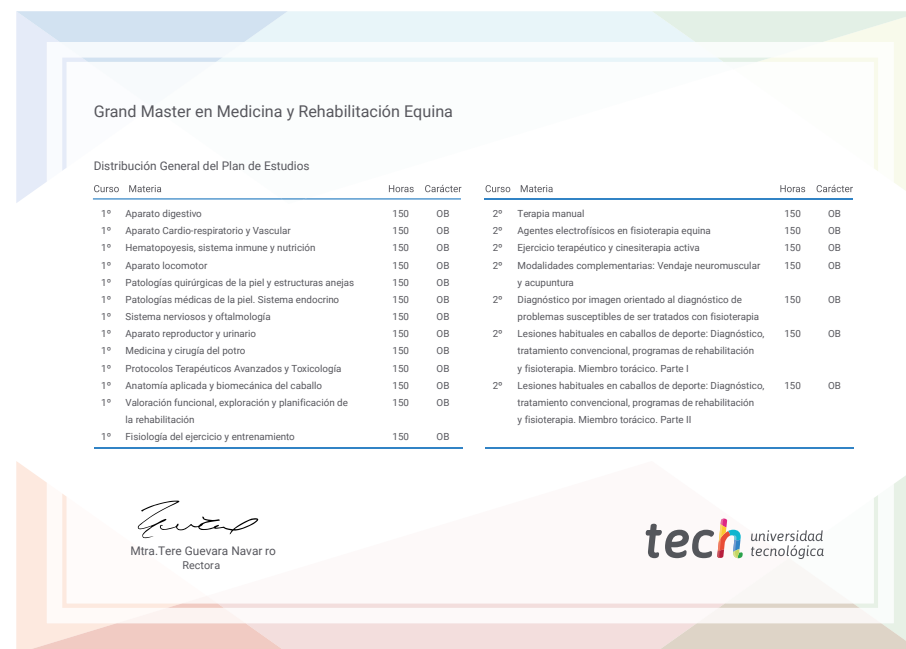 Grand Master en Medicina y Rehabilitación Equina
Distribución General del Plan de Estudios
Curso Materia Horas Carácter
1º Aparato digestivo 150 OB
1º Aparato Cardio-respiratorio y Vascular 150 OB
1º Hematopoyesis, sistema inmune y nutrición 150 OB
1º Aparato locomotor 150 OB
1º Patologías quirúrgicas de la piel y estructuras anejas 150 OB
1º Patologías médicas de la piel. Sistema endocrino 150 OB
1º Sistema nerviosos y oftalmología 150 OB
1º Aparato reproductor y urinario 150 OB
1º Medicina y cirugía del potro 150 OB
1º Protocolos Terapéuticos Avanzados y Toxicología 150 OB
1º Anatomía aplicada y biomecánica del caballo 150 OB
1º Valoración funcional, exploración y planificación de 150 OB
la rehabilitación
1º Fisiología del ejercicio y entrenamiento 150 OB
Curso Materia Horas Carácter
2º Terapia manual 150 OB
2º Agentes electrofísicos en fisioterapia equina 150 OB
2º Ejercicio terapéutico y cinesiterapia activa 150 OB
2º Modalidades complementarias: Vendaje neuromuscular 150 OB
y acupuntura
2º Diagnóstico por imagen orientado al diagnóstico de 150 OB
problemas susceptibles de ser tratados con fisioterapia
2º Lesiones habituales en caballos de deporte: Diagnóstico, 150 OB
tratamiento convencional, programas de rehabilitación
y fisioterapia. Miembro torácico. Parte I
2º Lesiones habituales en caballos de deporte: Diagnóstico, 150 OB
tratamiento convencional, programas de rehabilitación
y fisioterapia. Miembro torácico. Parte II
Mtra.Tere Guevara Navar ro
Rectora
tech universidad
tecnológica